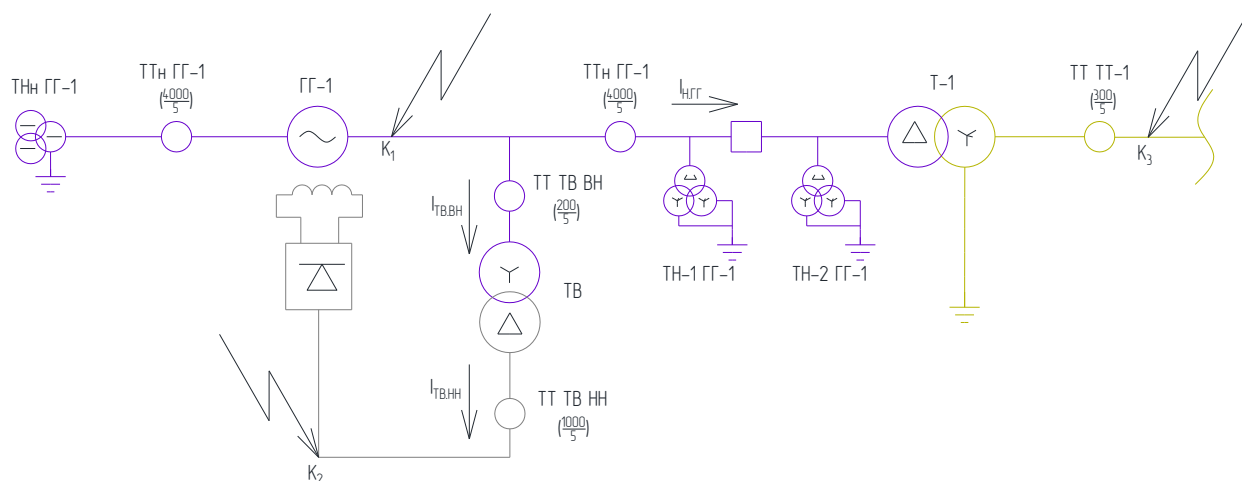 ТНн ГГ-1
ТТн ГГ-1
(4000/5)
ГГ-1
K1
ТТн ГГ-1
(4000/5)
IН.ГГ
Т-1
ТТ ТТ-1
(300/5)
K3
IТВ.ВН
ТТ ТВ ВН
(200/5)
ТВ
ТН-1 ГГ-1
ТН-2 ГГ-1
IТВ.НН
ТТ ТВ НН
(1000/5)
K2